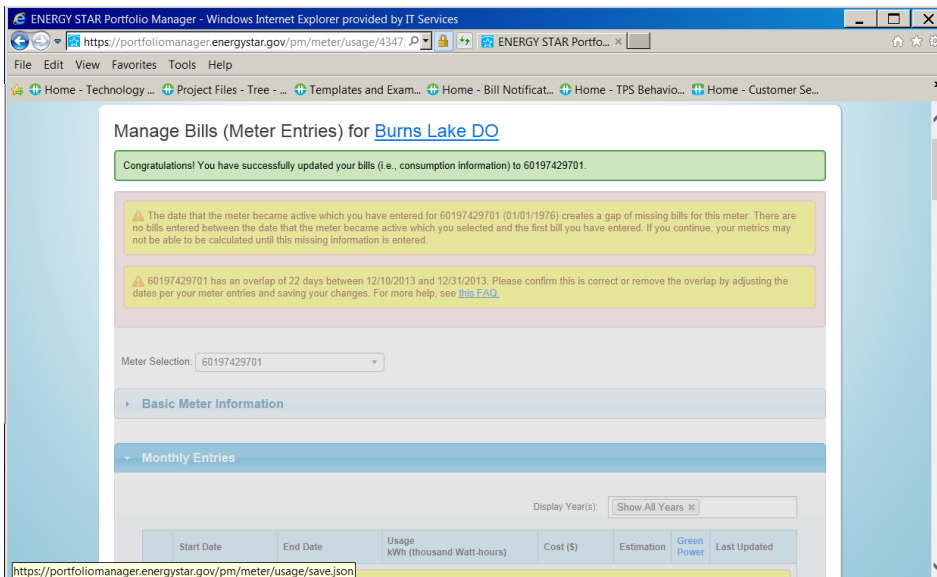 ENERGY STAR Portfolio Manager - Windows Internet Explorer provided by IT Services
https://portfoliomanager.energystar.gov/pm/meter/usage/4347
ENERGY STAR Portfo...
File Edit View Favorites Tools Help
Home - Technology ... Project Files - Tree - ... Templates and Exam... Home - Bill Notificat... Home - TPS Behavio... Home - Customer Se...
Manage Bills (Meter Entries) for Burns Lake DO
Congratulations! You have successfully updated your bills (i.e., consumption information) to 60197429701.
The date that the meter became active which you have entered for 60197429701 (01/01/1976) creates a gap of missing bills for this meter. There are
no bills entered between the date that the meter became active which you selected and the first bill you have entered. If you continue, your metrics may
not be able to be calculated until this missing information is entered.
60197429701 has an overlap of 22 days between 12/10/2013 and 12/31/2013. Please confirm this is correct or remove the overlap by adjusting the
dates per your meter entries and saving your changes. For more help, see this FAQ.
Meter Selection: 60197429701
Basic Meter Information
Monthly Entries
Display Year(s): Show All Years
Start Date End Date Usage kWh (thousand Watt-hours) Cost ($) Estimation Green Power Last Updated
https://portfoliomanager.energystar.gov/pm/meter/usage/save.json